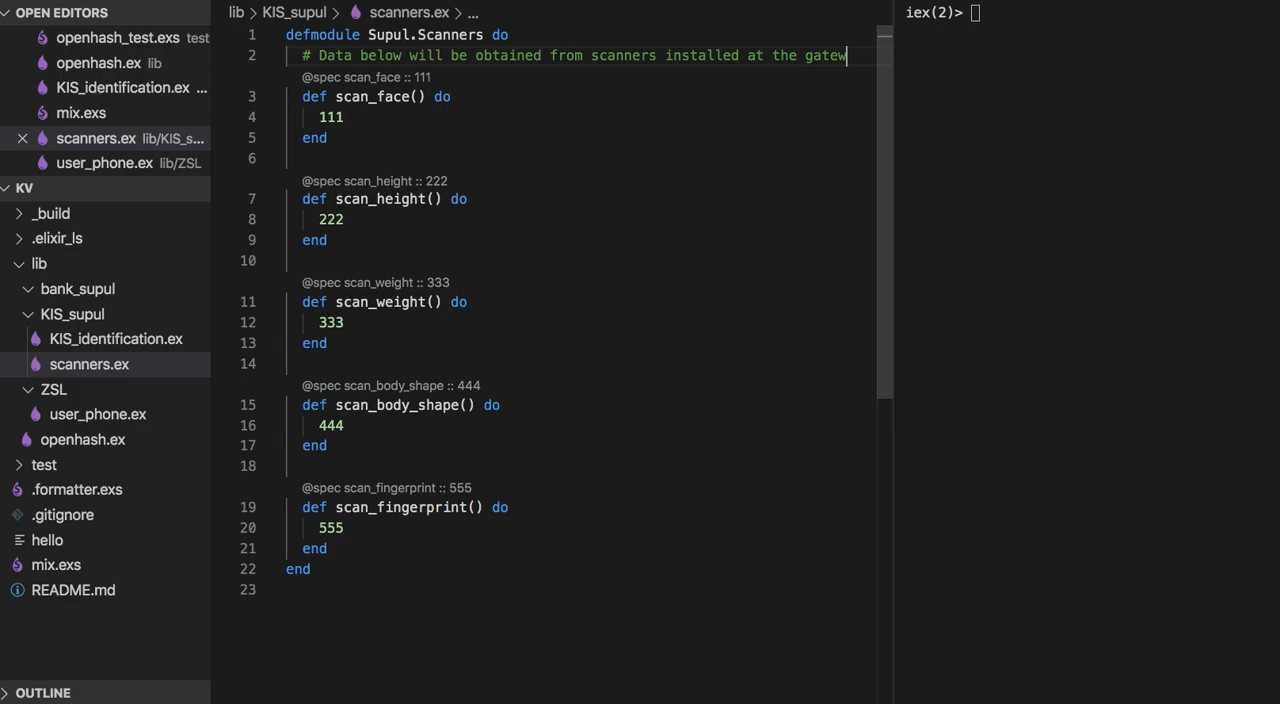 OPEN EDITORS
openhash_test.exs test
openhash.ex lib
KIS_identification.ex ...
mix.exs
scanners.ex lib/KIS_s...
user_phone.ex lib/ZSL
KV
_build
.elixir_ls
lib
bank_supul
KIS_supul
KIS_identification.ex
scanners.ex
ZSL
user_phone.ex
openhash.ex
test
.formatter.exs
.gitignore
hello
mix.exs
README.md
OUTLINE
lib > KIS_supul > scanners.ex > ...
1 defmodule Supul.Scanners do
2 # Data below will be obtained from scanners installed at the gatew
@spec scan_face :: 111
3 def scan_face() do
4 111
5 end
6
@spec scan_height :: 222
7 def scan_height() do
8 222
9 end
10
@spec scan_weight :: 333
11 def scan_weight() do
12 333
13 end
14
@spec scan_body_shape :: 444
15 def scan_body_shape() do
16 444
17 end
18
@spec scan_fingerprint :: 555
19 def scan_fingerprint() do
20 555
21 end
22 end
23
iex(2)>